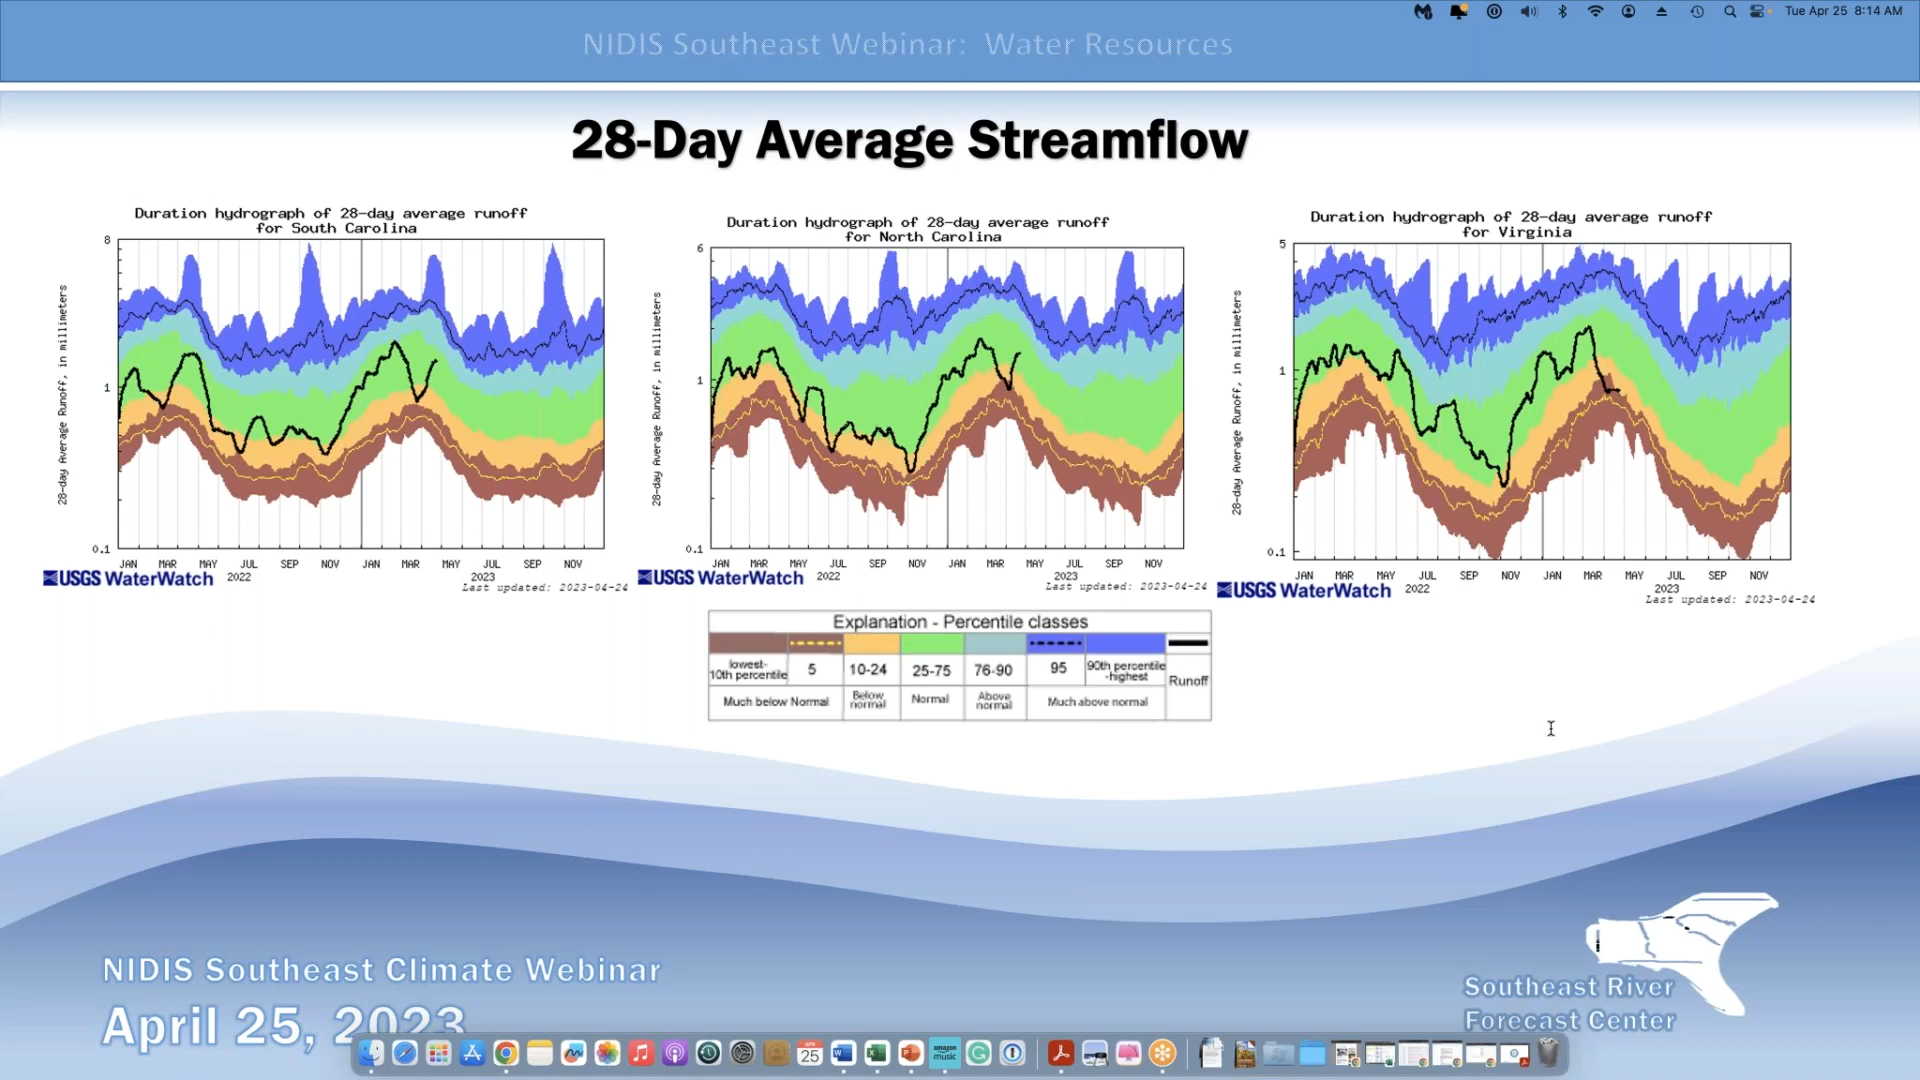 Tue Apr 25 8:14 AM
NIDIS Southeast Webinar: Water Resources
28-Day Average Streamflow
Duration hydrograph of 28-day average runoff
for South Carolina
8
1
0.1
28-day Average Runoff, in millimeters
JAN MAR MAY JUL SEP NOV JAN MAR MAY JUL SEP NOV
2022 2023
USGS WaterWatch
Last updated: 2023-04-24
Duration hydrograph of 28-day average runoff
for North Carolina
6
1
0.1
28-day Average Runoff, in millimeters
JAN MAR MAY JUL SEP NOV JAN MAR MAY JUL SEP NOV
2022 2023
USGS WaterWatch
Last updated: 2023-04-24
Duration hydrograph of 28-day average runoff
for Virginia
5
1
0.1
28-day Average Runoff, in millimeters
JAN MAR MAY JUL SEP NOV JAN MAR MAY JUL SEP NOV
2022 2023
USGS WaterWatch
Last updated: 2023-04-24
Explanation - Percentile classes
lowest-
10th percentile 5 10-24 25-75 76-90 95 90th percentile
-highest Runoff
Much below Normal Below
normal Normal Above
normal Much above normal
NIDIS Southeast Climate Webinar
April 25, 2023
Southeast River
Forecast Center
APR
25
amazon
music